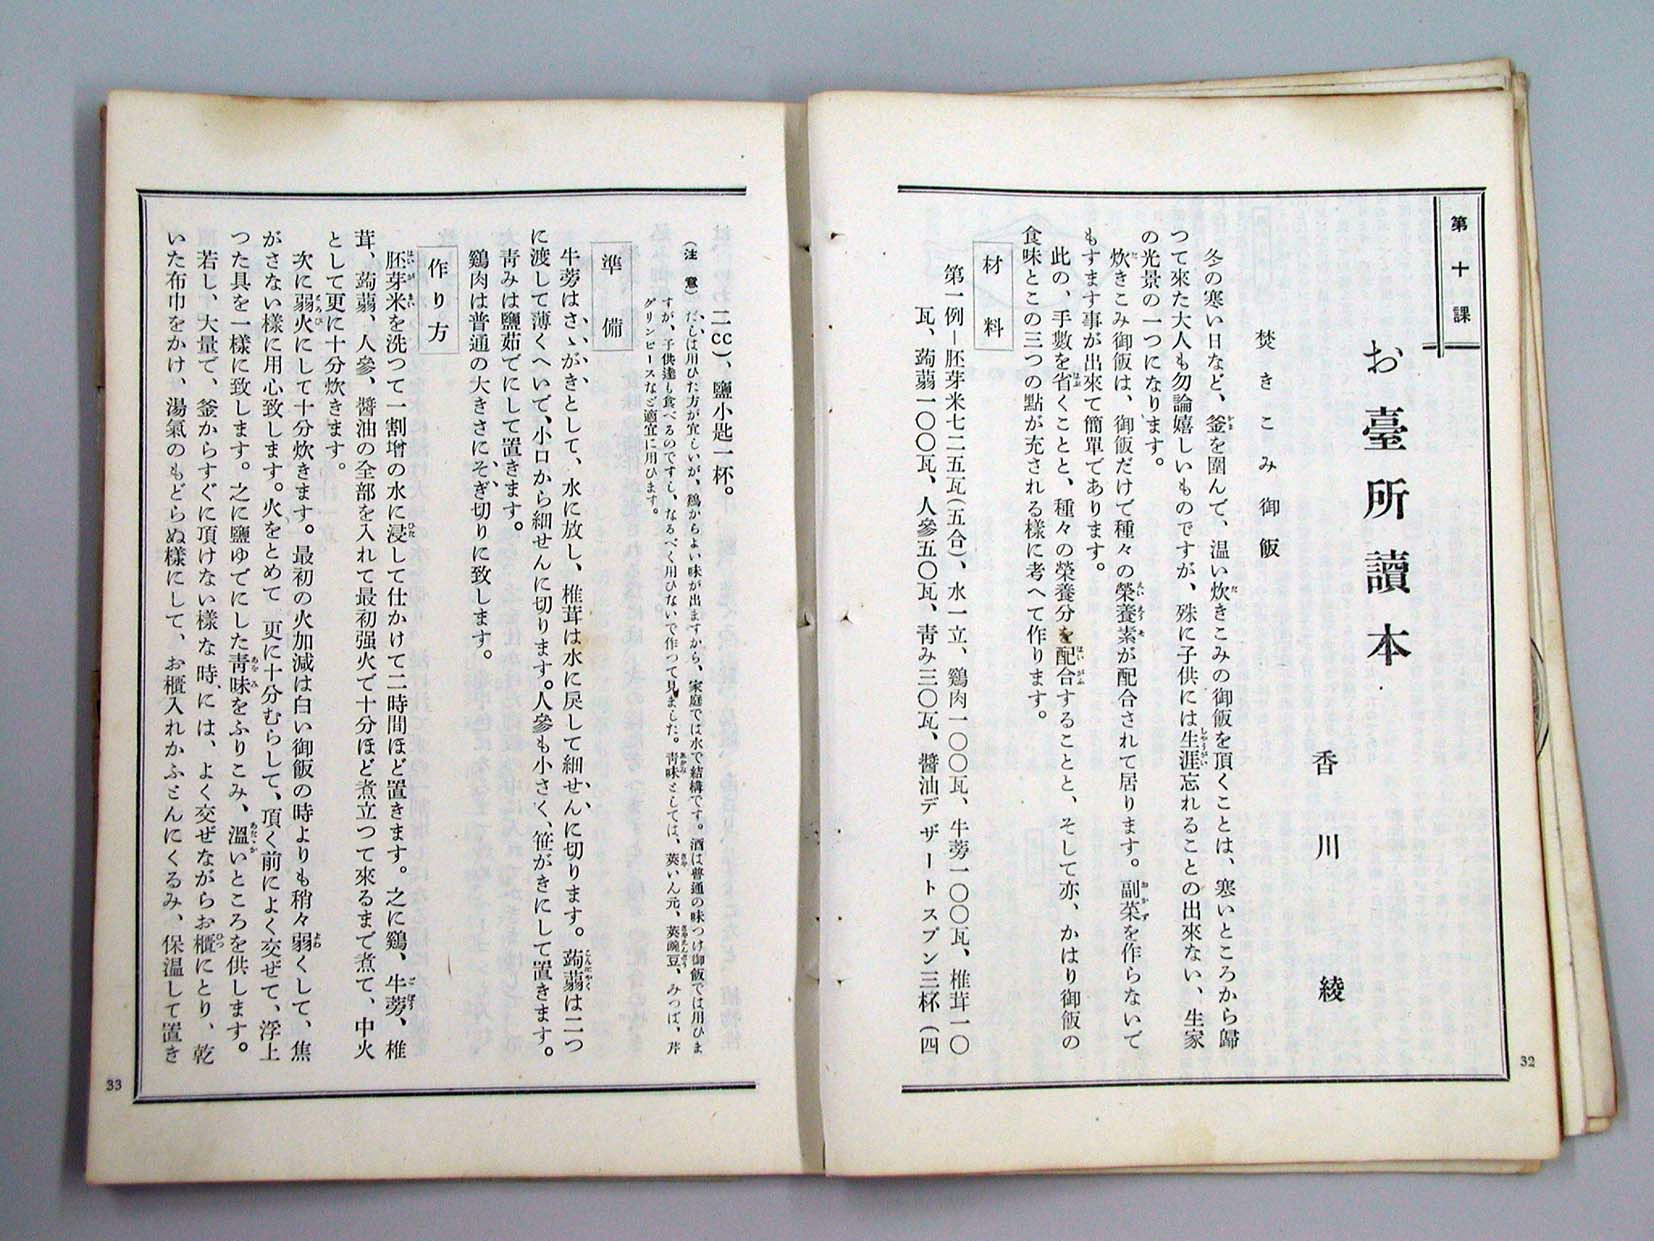 第十課
お臺所讀本
香川綾
焚きこみ御飯
冬の寒い日など、釜を圍んで、温い炊きこみの御飯を頂くことは、寒いところから歸
つて來た大人も勿論嬉しいものですが、殊に子供には生涯忘れることの出來ない、生家
の光景の一つになります。
炊きこみ御飯は、御飯だけで種々の榮養素が配合されて居ります。副菜を作らないで
もすます事が出來て簡單であります。
此の、手數を省くことと、種々の榮養分を配合することと、そして亦、かはり御飯の
食味とこの三つの點が充される樣に考へて作ります。
材料
第一例―胚芽米七二五瓦(五合)、水一立、鷄肉一〇〇瓦、牛蒡一〇〇瓦、椎茸一〇
瓦、蒟蒻一〇〇瓦、人參五〇瓦、靑み三〇瓦、醬油デザートスプン三杯(四
32
二cc)、鹽小匙一杯。
(注意)だしは用ひた方が宜しいが、鷄からよい味が出ますから、家庭では水で結構です。酒は普通の味つけ御飯では用ひま
すが、子供達も食べるのですし、なるべく用ひないで作つて見ました。靑味としては、莢いん元、莢豌豆、みつば、芹
グリンピースなど適宜に用ひます。
準備
牛蒡はさゝがきとして、水に放し、椎茸は水に戾して細せんに切ります。蒟蒻は二つ
に渡して薄くへいで、小口から細せんに切ります。人參も小さく、笹がきにして置きます。
靑みは鹽茹でにして置きます。
鷄肉は普通の大きさにそぎ切りに致します。
作り方
胚芽米を洗つて一割增の水に浸して仕かけて二時間ほど置きます。之に鷄、牛蒡、椎
茸、蒟蒻、人參、醬油の全部を入れて最初强火で十分ほど煮立つて來るまで煮て、中火
として更に十分炊きます。
次に弱火にして十分炊きます。最初の火加減は白い御飯の時よりも稍々弱くして、焦
がさない樣に用心致します。火をとめて 更に十分むらして、頂く前によく交ぜて、浮上
つた具を一樣に致します。之に鹽ゆでにした靑味をふりこみ、溫いところを供します。
若し、大量で、釜からすぐに頂けない樣な時には、よく交ぜながらお櫃にとり、乾
いた布巾をかけ、湯氣のもどらぬ樣にして、お櫃入れかふとんにくるみ、保溫して置き
33